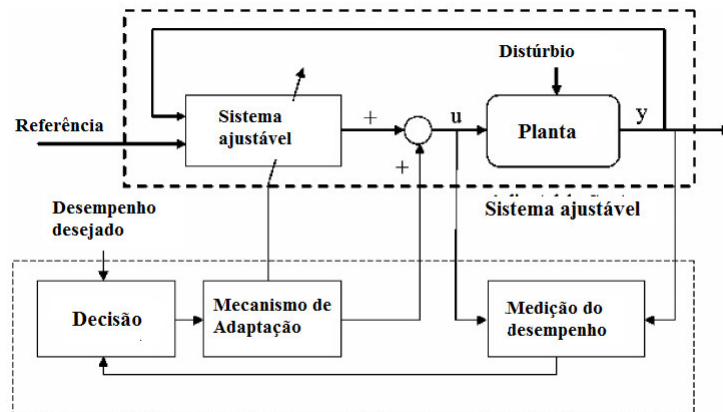 Distúrbio
Referência
Sistema
ajustável
+
+
u
Planta
y
Sistema ajustável
Desempenho
desejado
Decisão
Mecanismo de
Adaptação
Medição do
desempenho